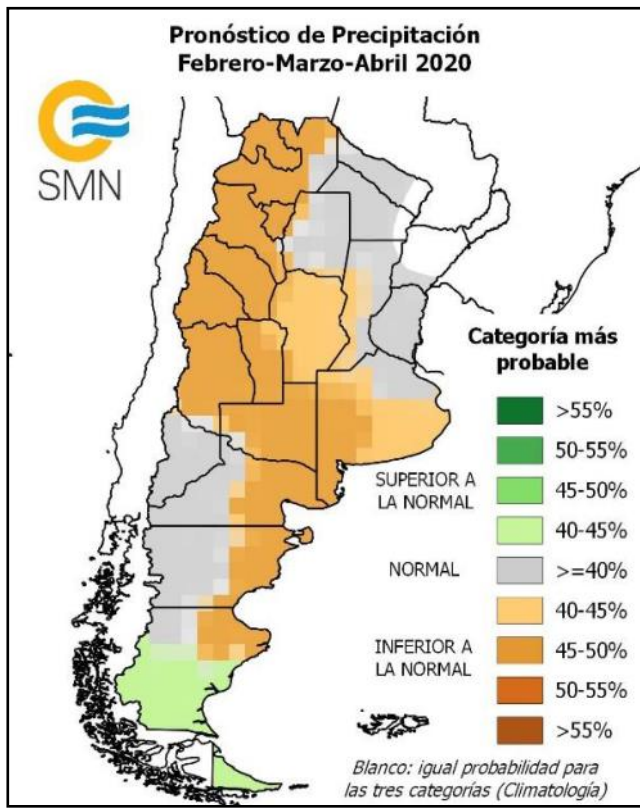 Pronóstico de Precipitación
Febrero-Marzo-Abril 2020
SMN
Categoría más
probable
>55%
50-55%
45-50%
SUPERIOR A
LA NORMAL
40-45%
NORMAL
>=40%
40-45%
INFERIOR A
LA NORMAL
45-50%
50-55%
>55%
Blanco: igual probabilidad para
las tres categorías (Climatología)